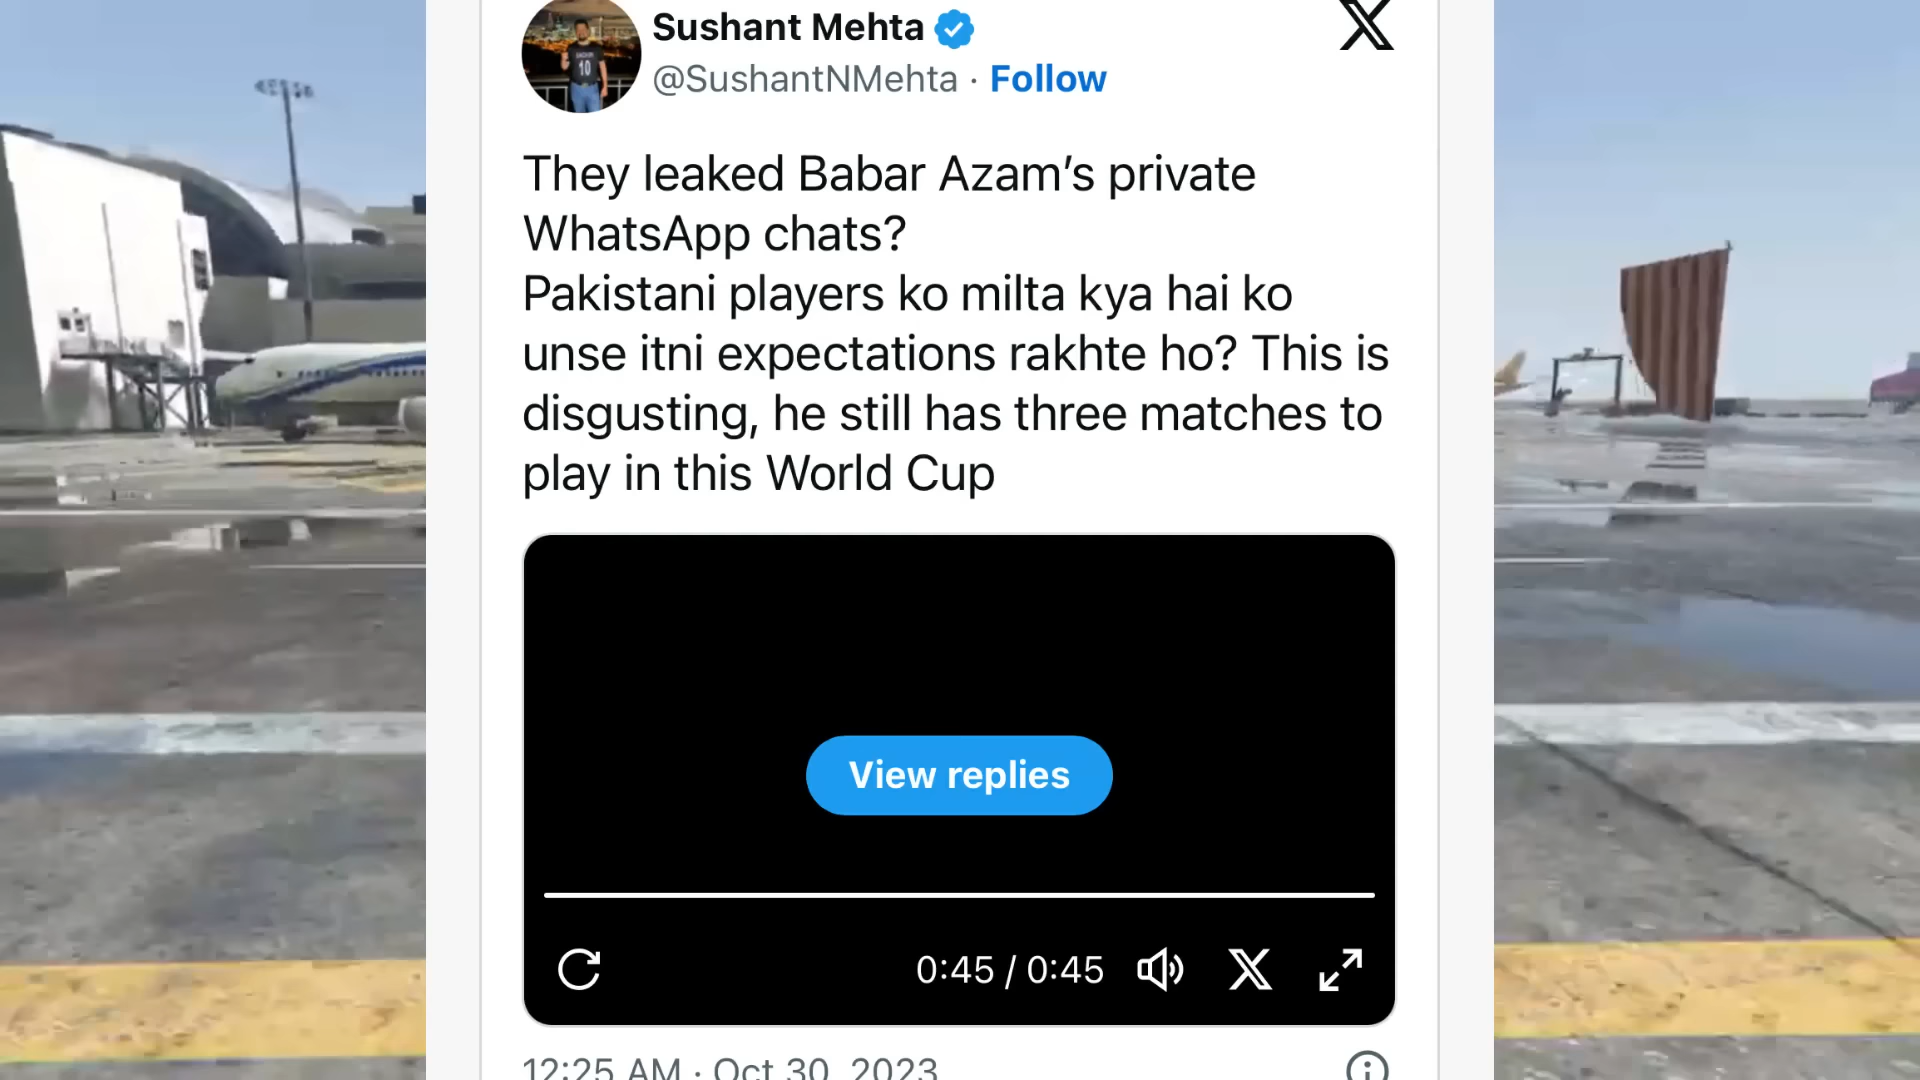 Sushant Mehta
@SushantNMehta · Follow
They leaked Babar Azam’s private
WhatsApp chats?
Pakistani players ko milta kya hai ko
unse itni expectations rakhte ho? This is
disgusting, he still has three matches to
play in this World Cup
View replies
0:45 / 0:45
12:25 AM · Oct 30, 2023
10